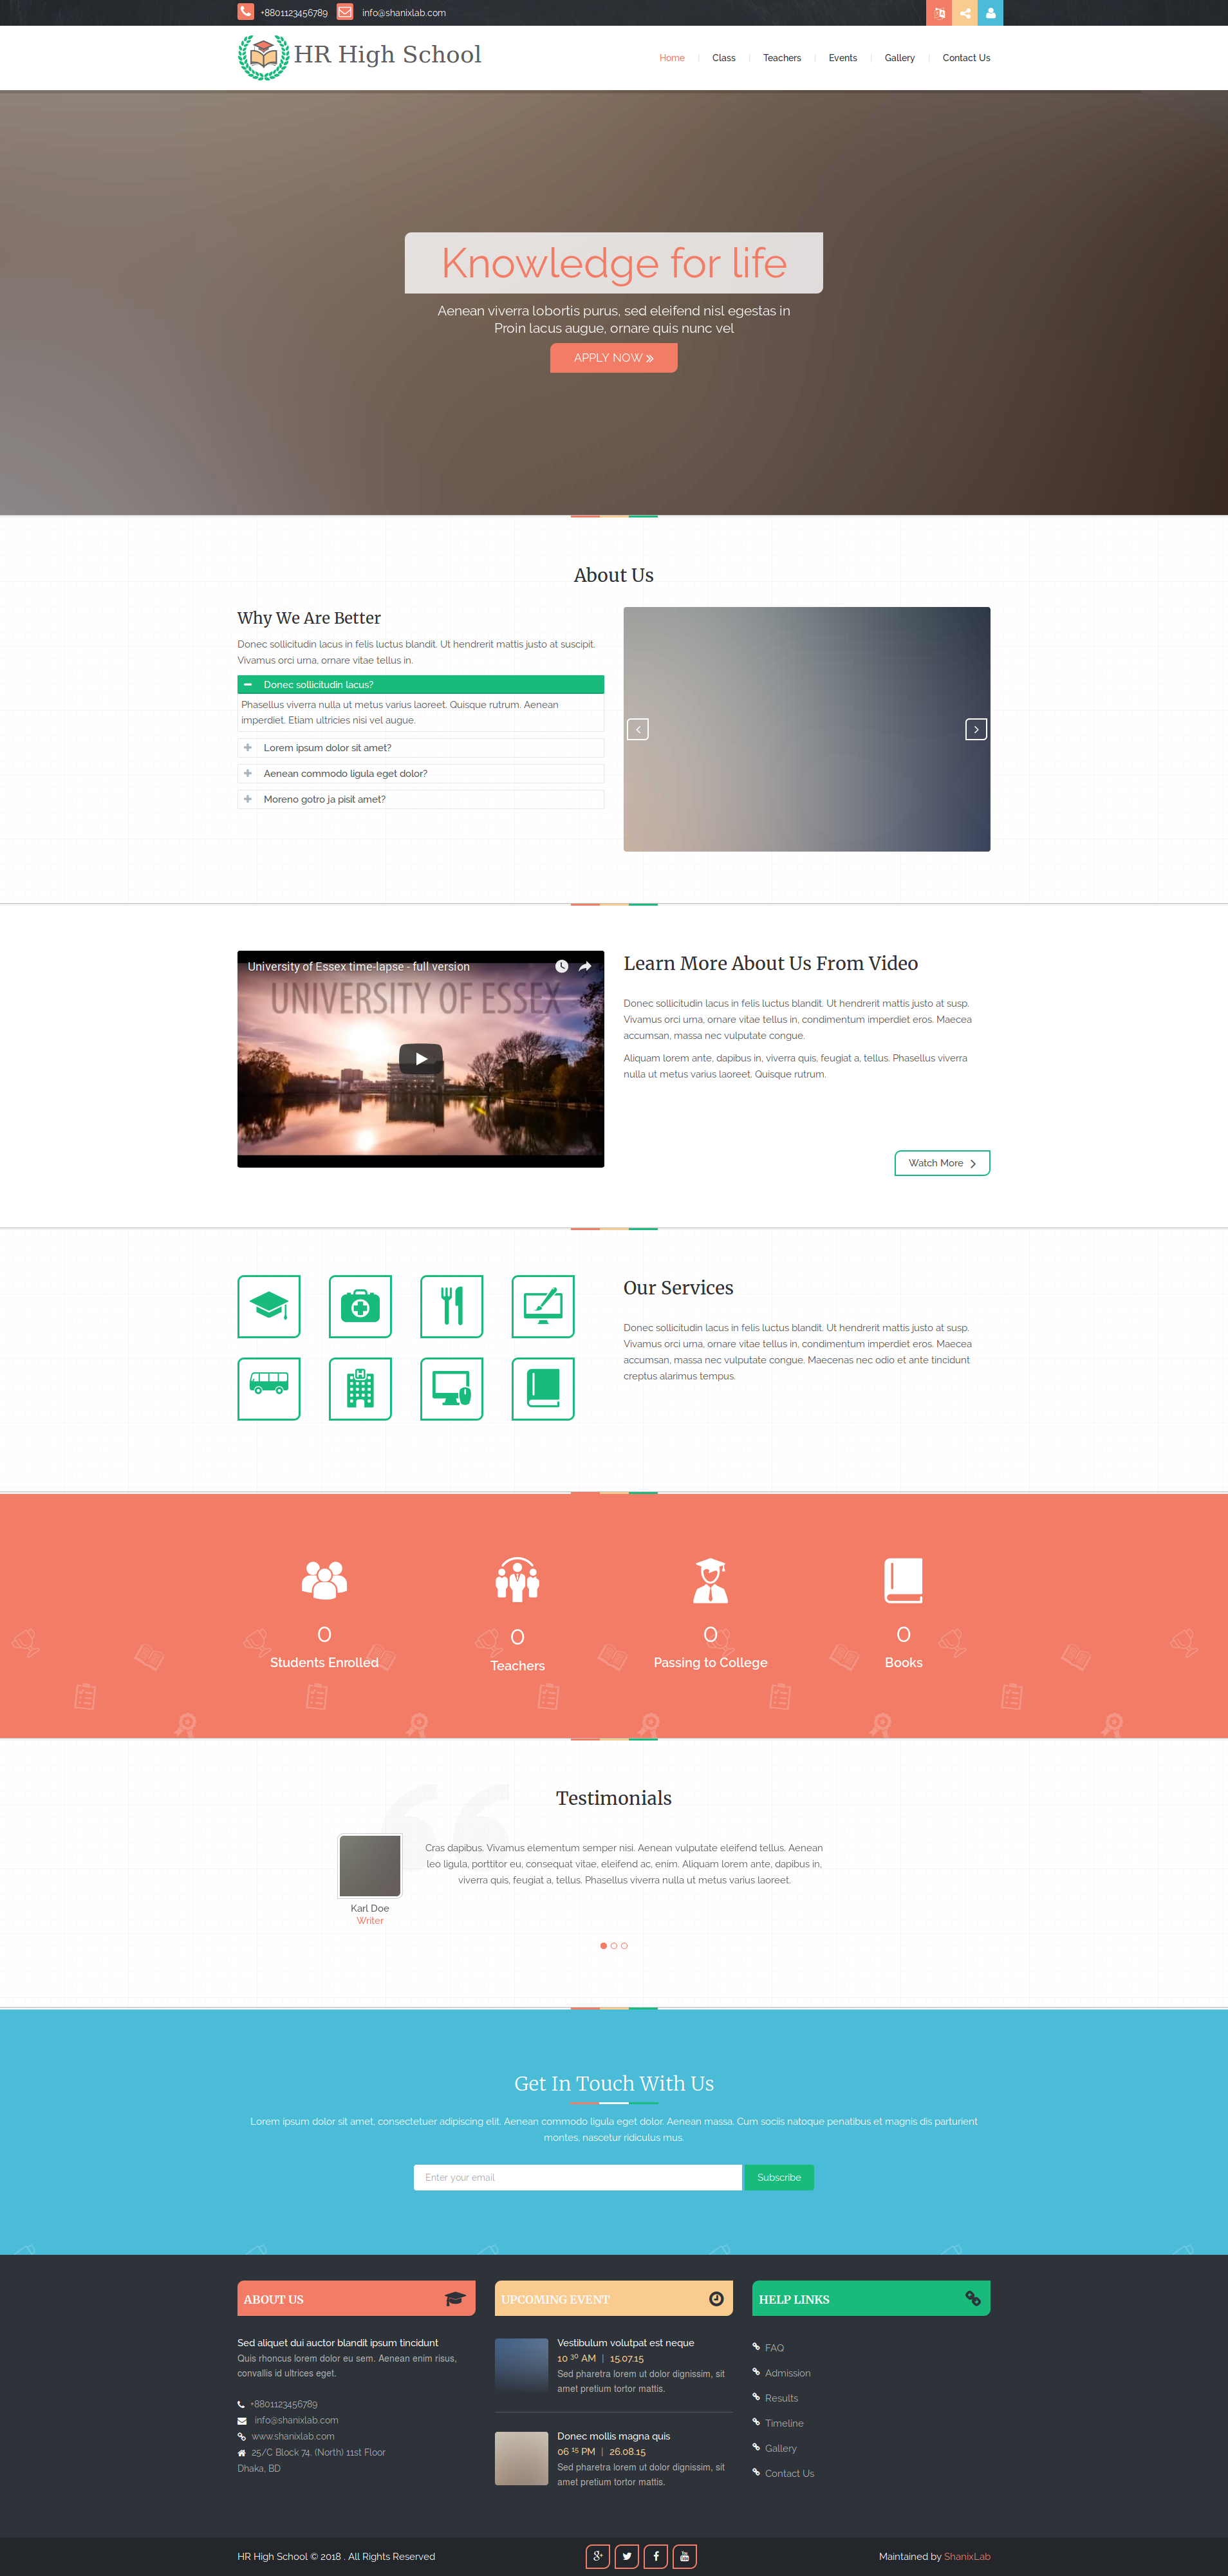 +8801123456789 info@shanixlab.com
HR High School
Home Class Teachers Events Gallery Contact Us
Knowledge for life
Aenean viverra lobortis purus, sed eleifend nisl egestas in
Proin lacus augue, ornare quis nunc vel
APPLY NOW
About Us
Why We Are Better
Donec sollicitudin lacus in felis luctus blandit. Ut hendrerit mattis justo at suscipit.
Vivamus orci urna, ornare vitae tellus in.
Donec sollicitudin lacus?
Phasellus viverra nulla ut metus varius laoreet. Quisque rutrum. Aenean
imperdiet. Etiam ultricies nisi vel augue.
Lorem ipsum dolor sit amet?
Aenean commodo ligula eget dolor?
Moreno gotro ja pisit amet?
University of Essex time-lapse - full version
UNIVERSITY OF ESSEX
Learn More About Us From Video
Donec sollicitudin lacus in felis luctus blandit. Ut hendrerit mattis justo at susp.
Vivamus orci urna, ornare vitae tellus in, condimentum imperdiet eros. Maecea
accumsan, massa nec vulputate congue.
Aliquam lorem ante, dapibus in, viverra quis, feugiat a, tellus. Phasellus viverra
nulla ut metus varius laoreet. Quisque rutrum.
Watch More
Our Services
Donec sollicitudin lacus in felis luctus blandit. Ut hendrerit mattis justo at susp.
Vivamus orci urna, ornare vitae tellus in, condimentum imperdiet eros. Maecea
accumsan, massa nec vulputate congue. Maecenas nec odio et ante tincidunt
creptus alarimus tempus.
0
Students Enrolled
0
Teachers
0
Passing to College
0
Books
Testimonials
Cras dapibus. Vivamus elementum semper nisi. Aenean vulputate eleifend tellus. Aenean
leo ligula, porttitor eu, consequat vitae, eleifend ac, enim. Aliquam lorem ante, dapibus in,
viverra quis, feugiat a, tellus. Phasellus viverra nulla ut metus varius laoreet.
Karl Doe
Writer
Get In Touch With Us
Lorem ipsum dolor sit amet, consectetuer adipiscing elit. Aenean commodo ligula eget dolor. Aenean massa. Cum sociis natoque penatibus et magnis dis parturient
montes, nascetur ridiculus mus.
Enter your email Subscribe
ABOUT US
Sed aliquet dui auctor blandit ipsum tincidunt
Quis rhoncus lorem dolor eu sem. Aenean enim risus,
convallis id ultrices eget.
+8801123456789
info@shanixlab.com
www.shanixlab.com
25/C Block 74, (North) 11st Floor
Dhaka, BD
UPCOMING EVENT
Vestibulum volutpat est neque
10 30 AM | 15.07.15
Sed pharetra lorem ut dolor dignissim, sit
amet pretium tortor mattis.
Donec mollis magna quis
06 15 PM | 26.08.15
Sed pharetra lorem ut dolor dignissim, sit
amet pretium tortor mattis.
HELP LINKS
FAQ
Admission
Results
Timeline
Gallery
Contact Us
HR High School © 2018 . All Rights Reserved
Maintained by ShanixLab